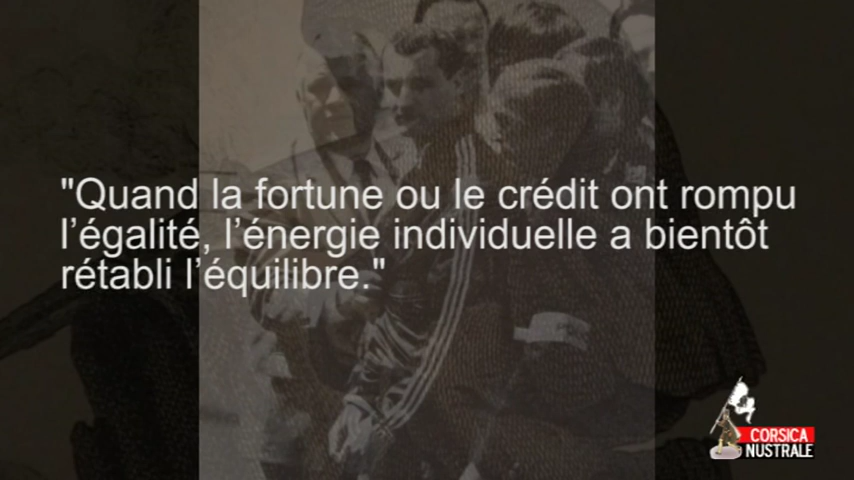 "Quand la fortune ou le crédit ont rompu
l’égalité, l’énergie individuelle a bientôt
rétabli l’équilibre."
CORSICA
NUSTRALE